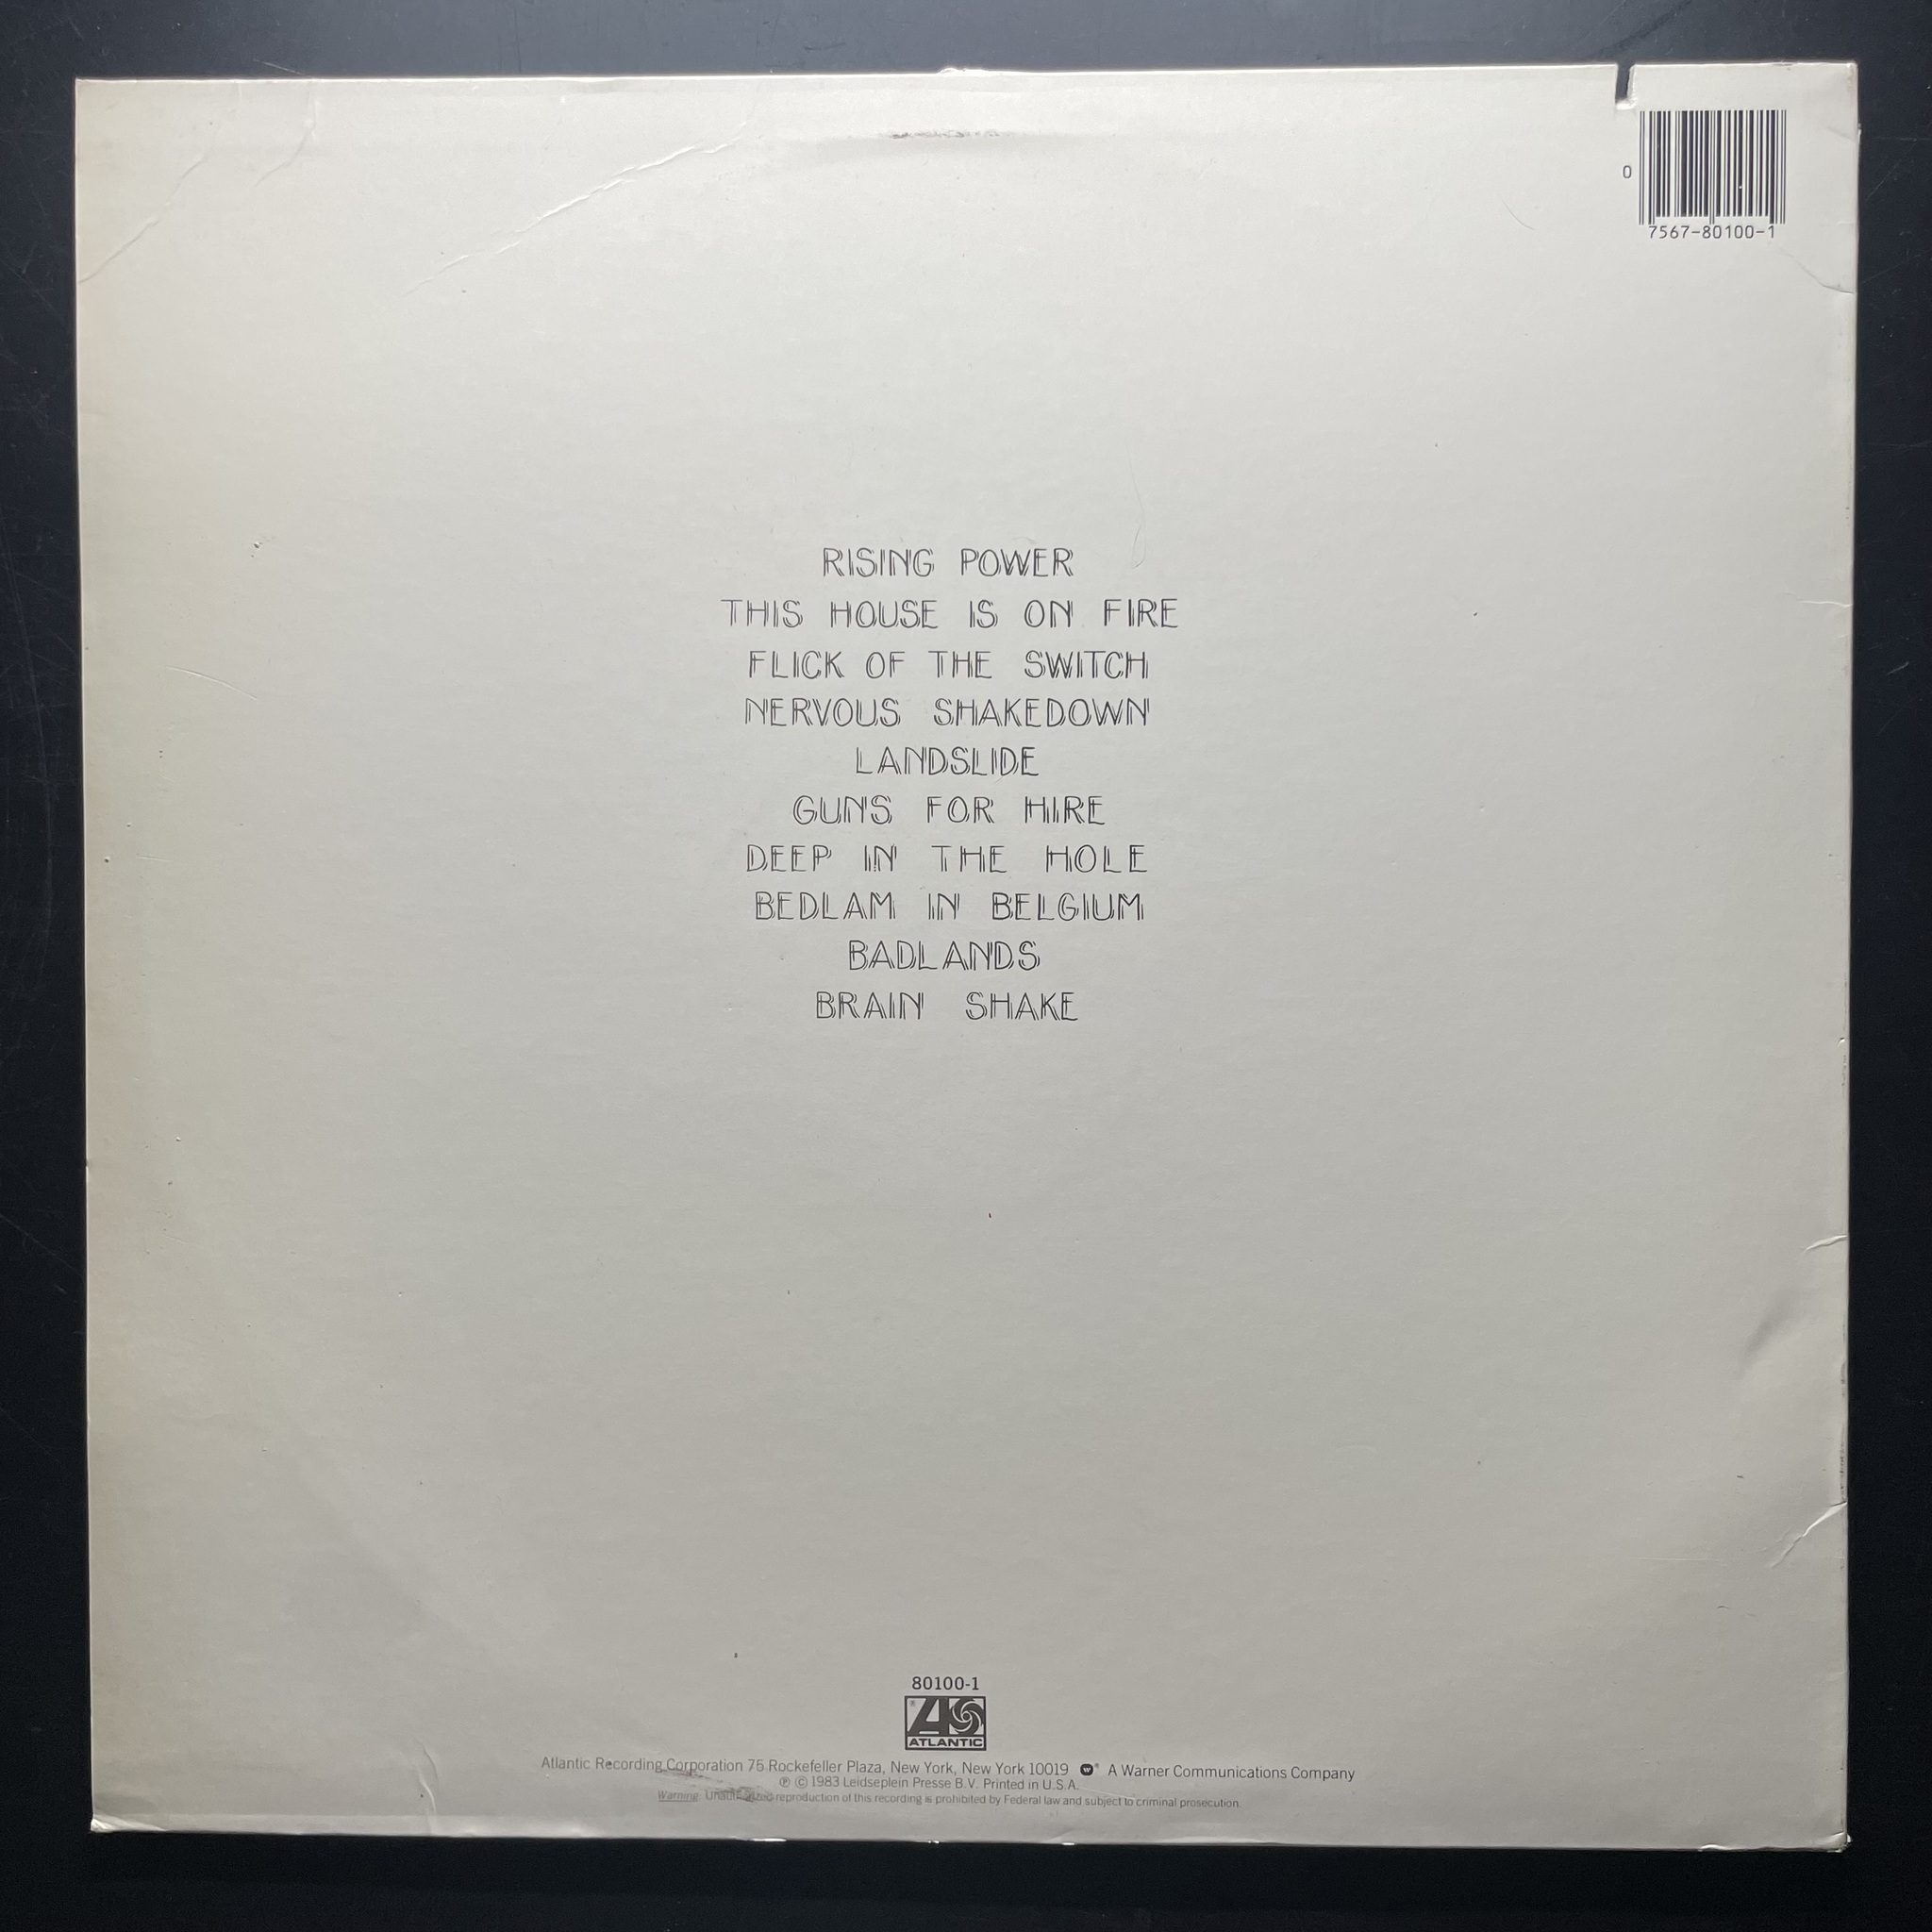 0
7567-80100-1
RISING POWER
THIS HOUSE IS ON FIRE
FLICK OF THE SWITCH
NERVOUS SHAKEDOWN
LANDSLIDE
GUNS FOR HIRE
DEEP IN THE HOLE
BEDLAM IN BELGIUM
BADLANDS
BRAIN SHAKE
80100-1
ATLANTIC
Atlantic Recording Corporation 75 Rockefeller Plaza, New York, New York 10019 W ® A Warner Communications Company
℗ © 1983 Leidseplein Presse B.V. Printed in U.S.A.
Warning: Unauthorized reproduction of this recording is prohibited by Federal law and subject to criminal prosecution.